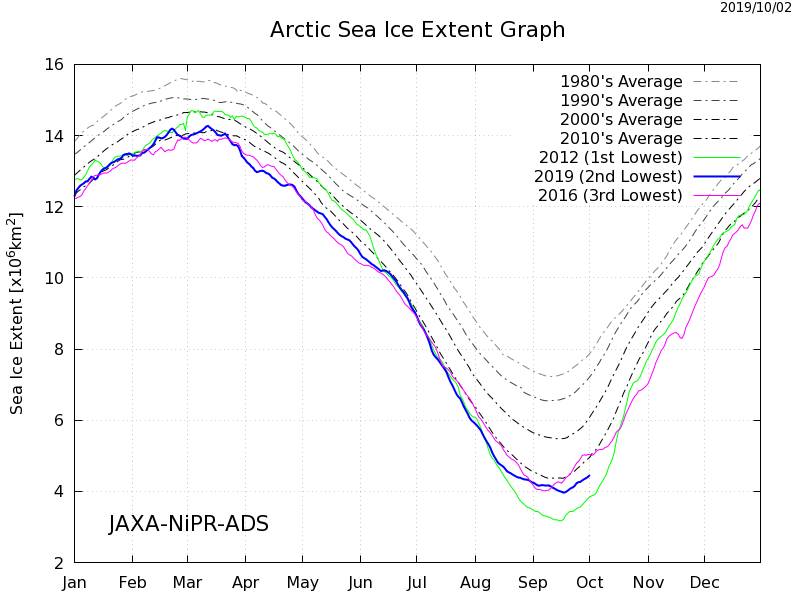 2019/10/02
Arctic Sea Ice Extent Graph
Sea Ice Extent [x10⁶km²]
16
14
12
10
8
6
4
2
1980's Average
1990's Average
2000's Average
2010's Average
2012 (1st Lowest)
2019 (2nd Lowest)
2016 (3rd Lowest)
JAXA-NiPR-ADS
Jan Feb Mar Apr May Jun Jul Aug Sep Oct Nov Dec